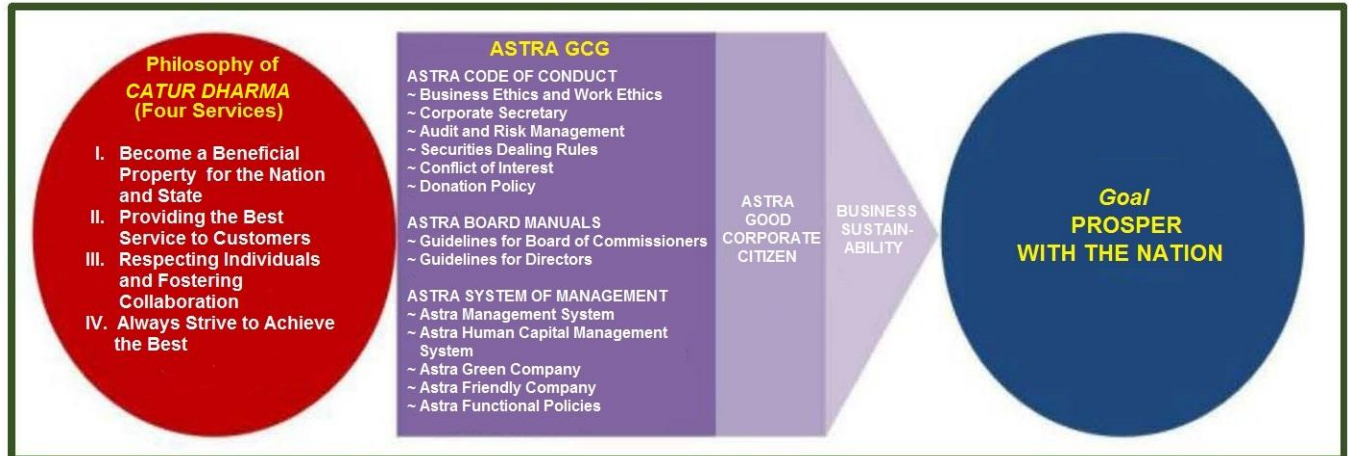 Philosophy of
CATUR DHARMA
(Four Services)
I. Become a Beneficial
Property for the Nation
and State
II. Providing the Best
Service to Customers
III. Respecting Individuals
and Fostering
Collaboration
IV. Always Strive to Achieve
the Best
ASTRA GCG
ASTRA CODE OF CONDUCT
~ Business Ethics and Work Ethics
~ Corporate Secretary
~ Audit and Risk Management
~ Securities Dealing Rules
~ Conflict of Interest
~ Donation Policy
ASTRA BOARD MANUALS
~ Guidelines for Board of Commissioners
~ Guidelines for Directors
ASTRA SYSTEM OF MANAGEMENT
~ Astra Management System
~ Astra Human Capital Management
System
~ Astra Green Company
~ Astra Friendly Company
~ Astra Functional Policies
ASTRA
GOOD
CORPORATE
CITIZEN
BUSINESS
SUSTAIN-
ABILITY
Goal
PROSPER
WITH THE NATION